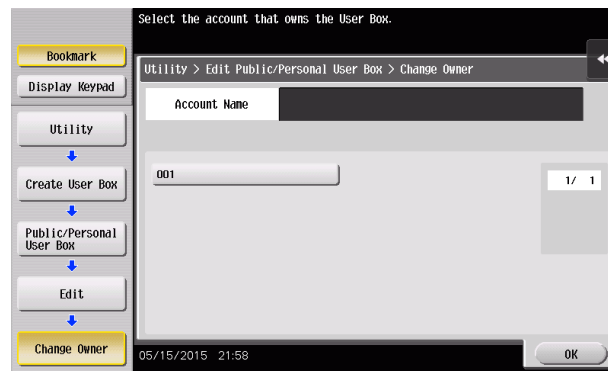 Select the account that owns the User Box.
Bookmark
Display Keypad
Utility
Create User Box
Public/Personal
User Box
Edit
Change Owner
Utility > Edit Public/Personal User Box > Change Owner
Account Name
001
1/ 1
05/15/2015 21:58
OK